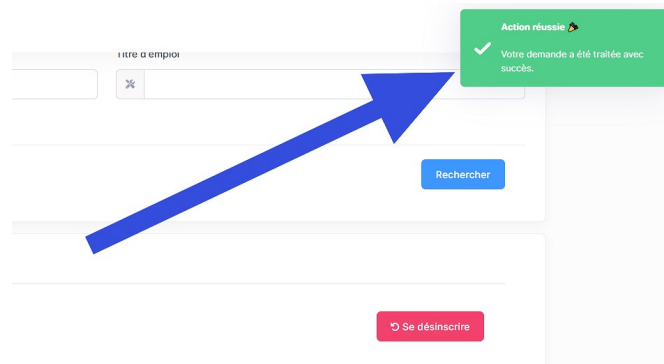 Action réussie 🎉
Votre demande a été traitée avec
succès.
Titre d'emploi
Rechercher
Se désinscrire